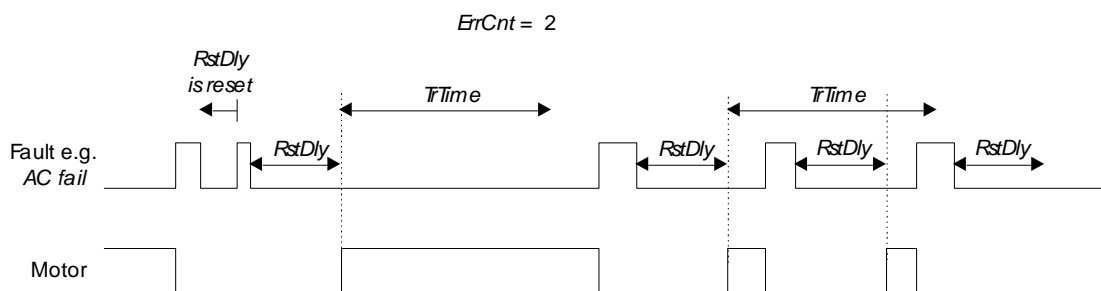 ErrCnt = 2
RstDly
is reset
TrTime
TrTime
Fault e.g.
AC fail
RstDly
RstDly
RstDly
RstDly
Motor